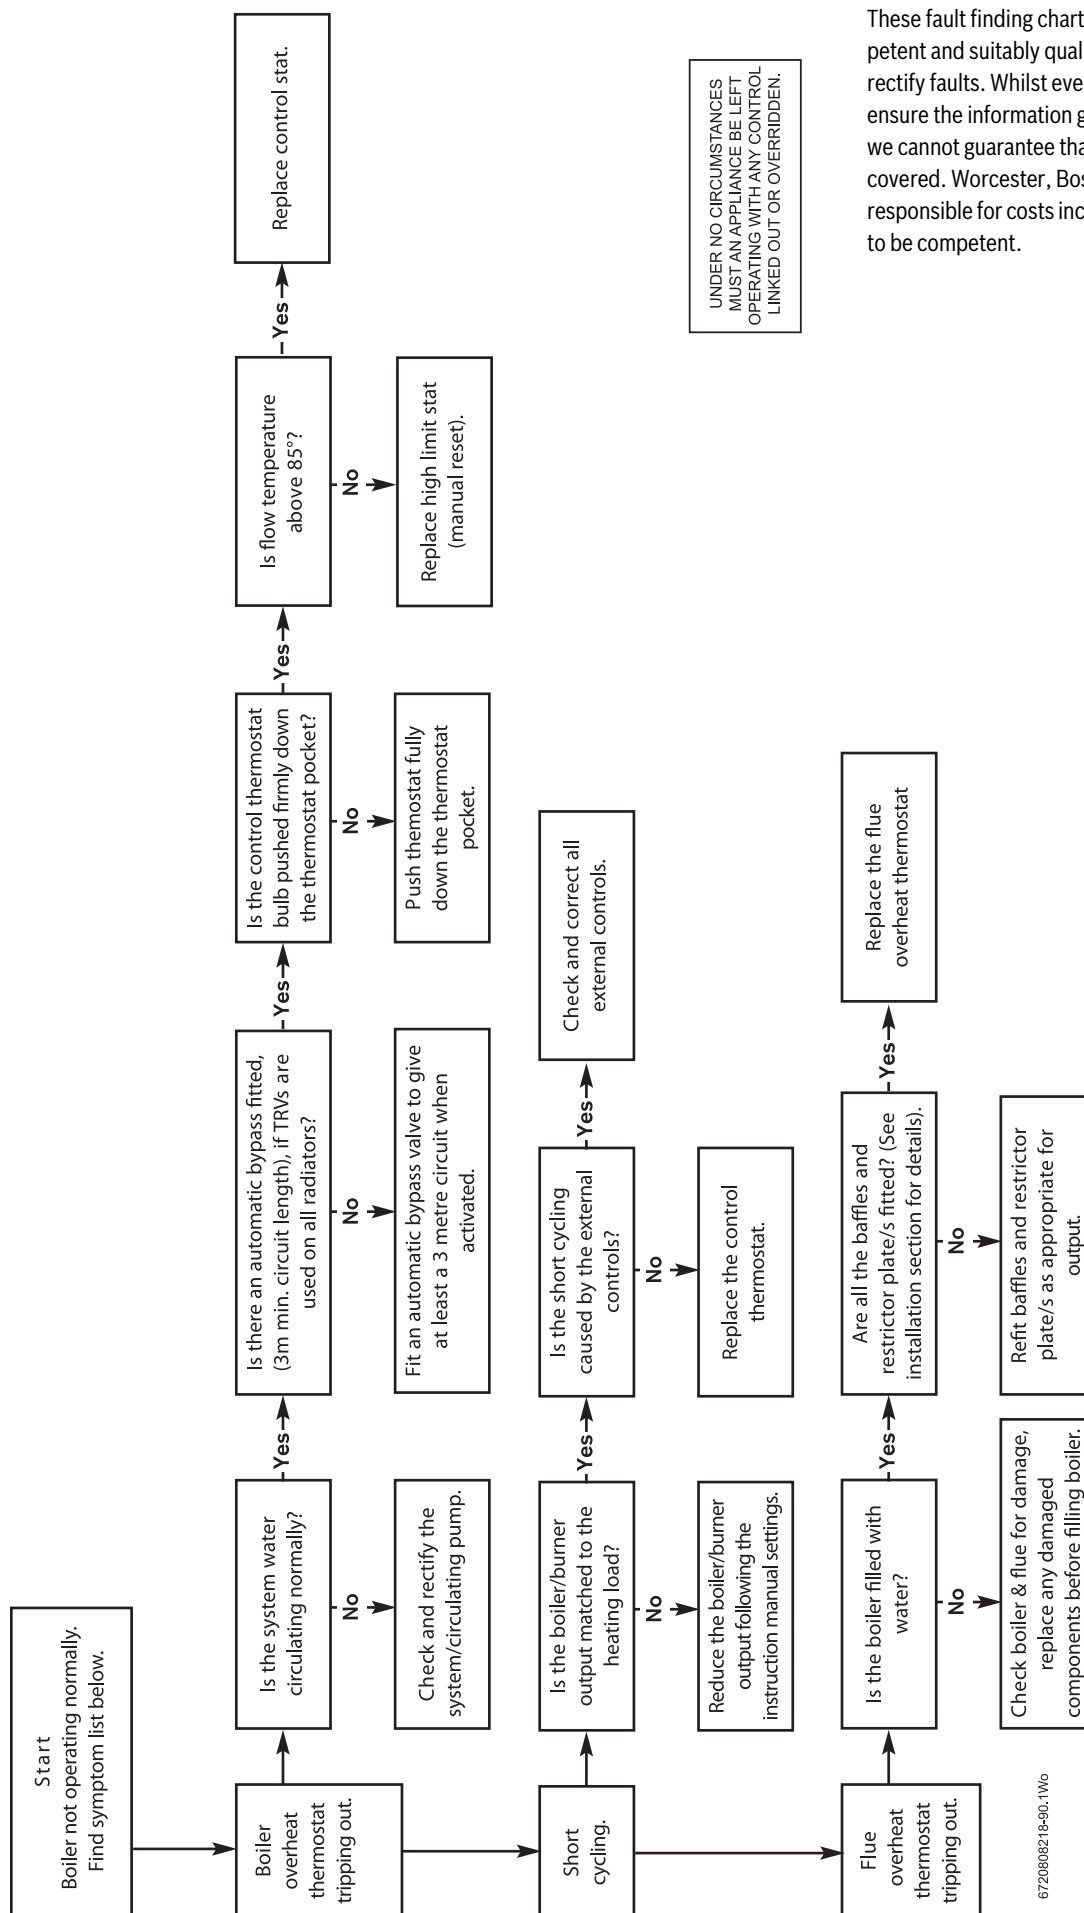 These fault finding chart
petent and suitably qual
rectify faults. Whilst eve
ensure the information g
we cannot guarantee tha
covered. Worcester, Bos
responsible for costs inc
to be competent.
UNDER NO CIRCUMSTANCES
MUST AN APPLIANCE BE LEFT
OPERATING WITH ANY CONTROL
LINKED OUT OR OVERRIDDEN.
Start
Boiler not operating normally.
Find symptom list below.
Boiler
overheat
thermostat
tripping out.
Is the system water
circulating normally?
Yes
No
Check and rectify the
system/circulating pump.
Is there an automatic bypass fitted,
(3m min. circuit length), if TRVs are
used on all radiators?
Yes
No
Fit an automatic bypass valve to give
at least a 3 metre circuit when
activated.
Is the control thermostat
bulb pushed firmly down
the thermostat pocket?
Yes
No
Push themostat fully
down the thermostat
pocket.
Is flow temperature
above 85°?
Yes
No
Replace high limit stat
(manual reset).
Replace control stat.
Short
cycling.
Is the boiler/burner
output matched to the
heating load?
Yes
No
Reduce the boiler/burner
output following the
instruction manual settings.
Is the short cycling
caused by the external
controls?
Yes
No
Replace the control
thermostat.
Check and correct all
external controls.
Flue
overheat
thermostat
tripping out.
Is the boiler filled with
water?
Yes
No
Check boiler & flue for damage,
replace any damaged
components before filling boiler.
Are all the baffles and
restrictor plate/s fitted? (See
installation section for details).
Yes
No
Refit baffles and restrictor
plate/s as appropriate for
output.
Replace the flue
overheat thermostat
6720808218-90.1Wo